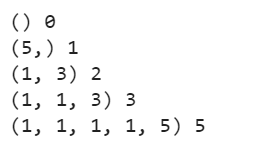 () 0
(5,) 1
(1, 3) 2
(1, 1, 3) 3
(1, 1, 1, 1, 5) 5